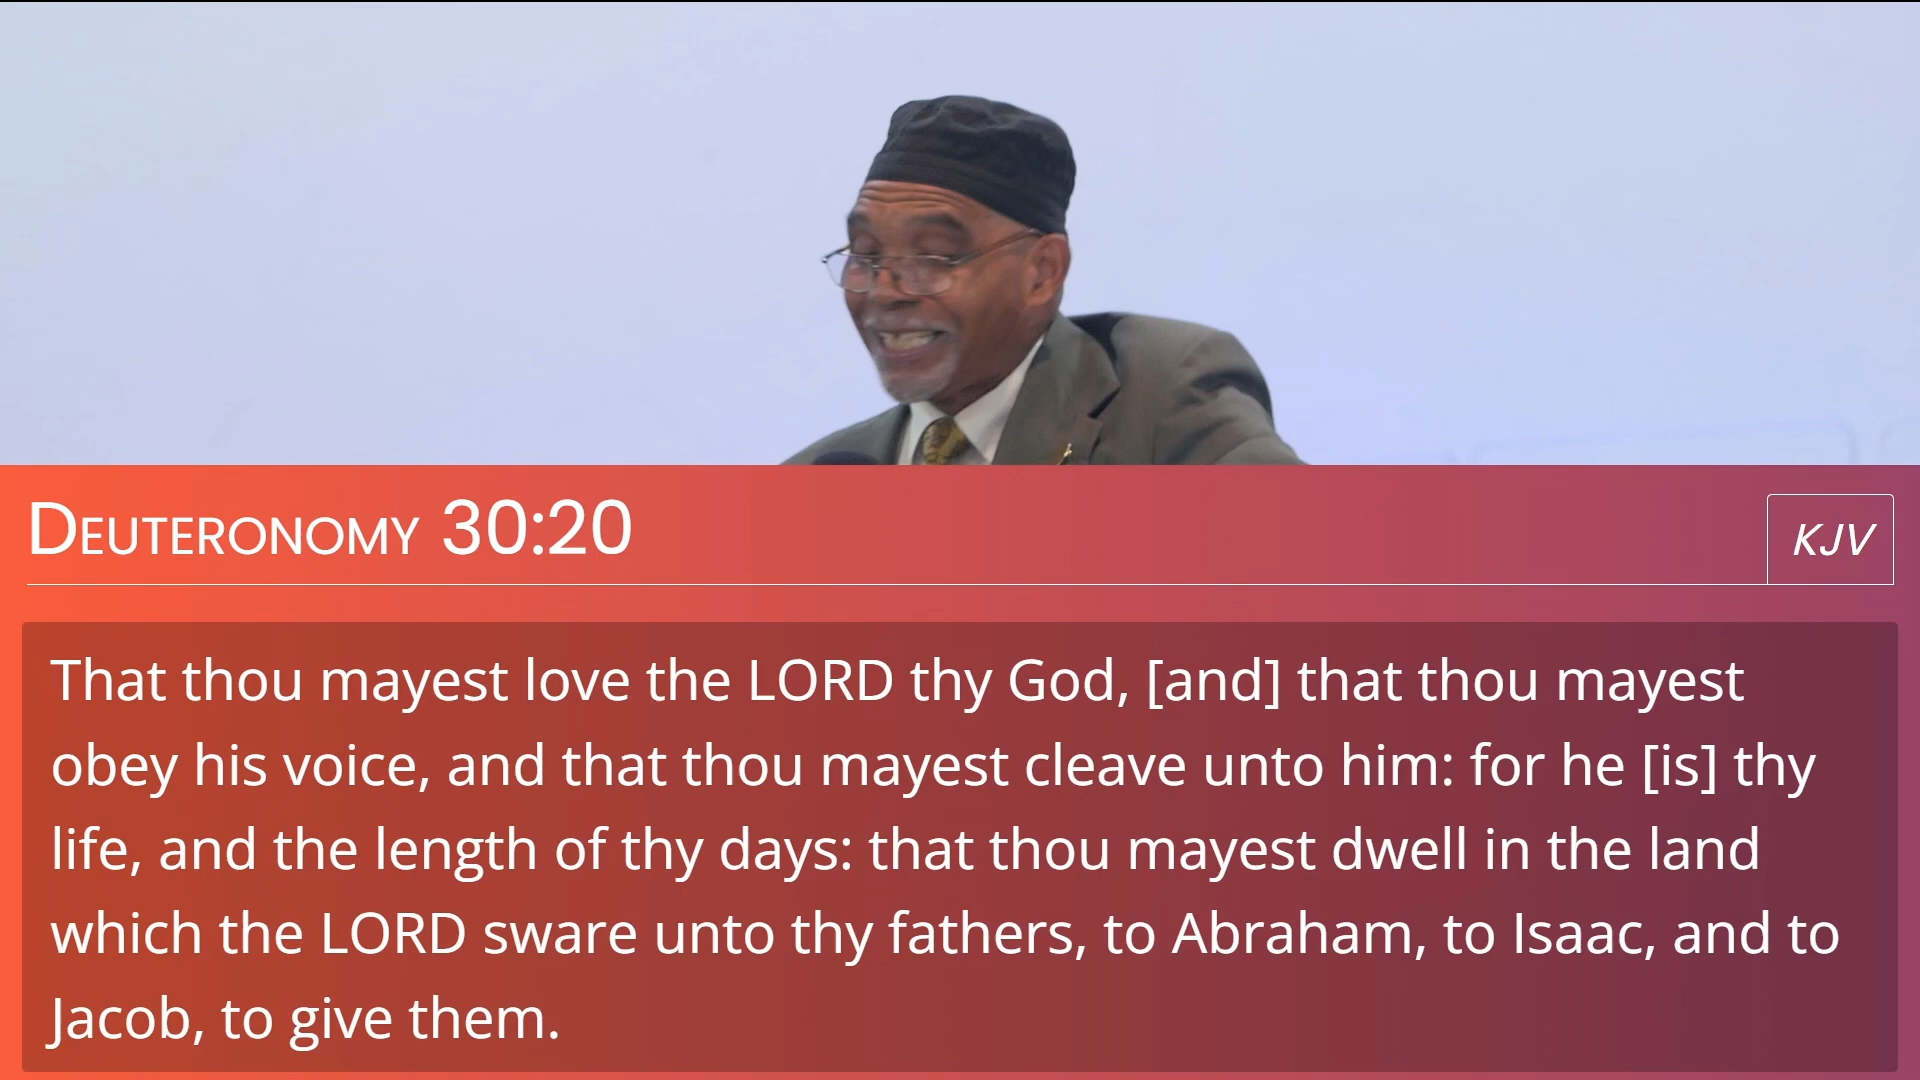 Deuteronomy 30:20
KJV
That thou mayest love the LORD thy God, [and] that thou mayest
obey his voice, and that thou mayest cleave unto him: for he [is] thy
life, and the length of thy days: that thou mayest dwell in the land
which the LORD sware unto thy fathers, to Abraham, to Isaac, and to
Jacob, to give them.